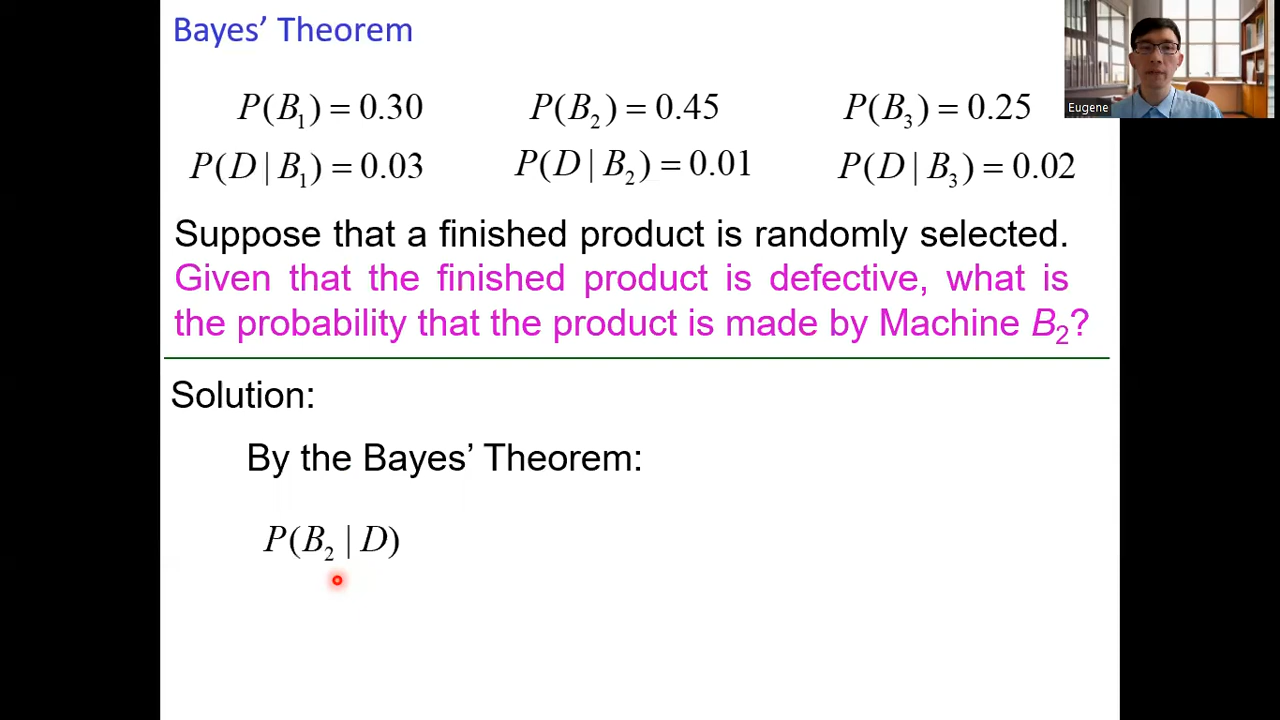 Bayes’ Theorem
Eugene
P(B₁) = 0.30 P(B₂) = 0.45 P(B₃) = 0.25
P(D | B₁) = 0.03 P(D | B₂) = 0.01 P(D | B₃) = 0.02
Suppose that a finished product is randomly selected.
Given that the finished product is defective, what is
the probability that the product is made by Machine B₂?
Solution:
By the Bayes’ Theorem:
P(B₂ | D)